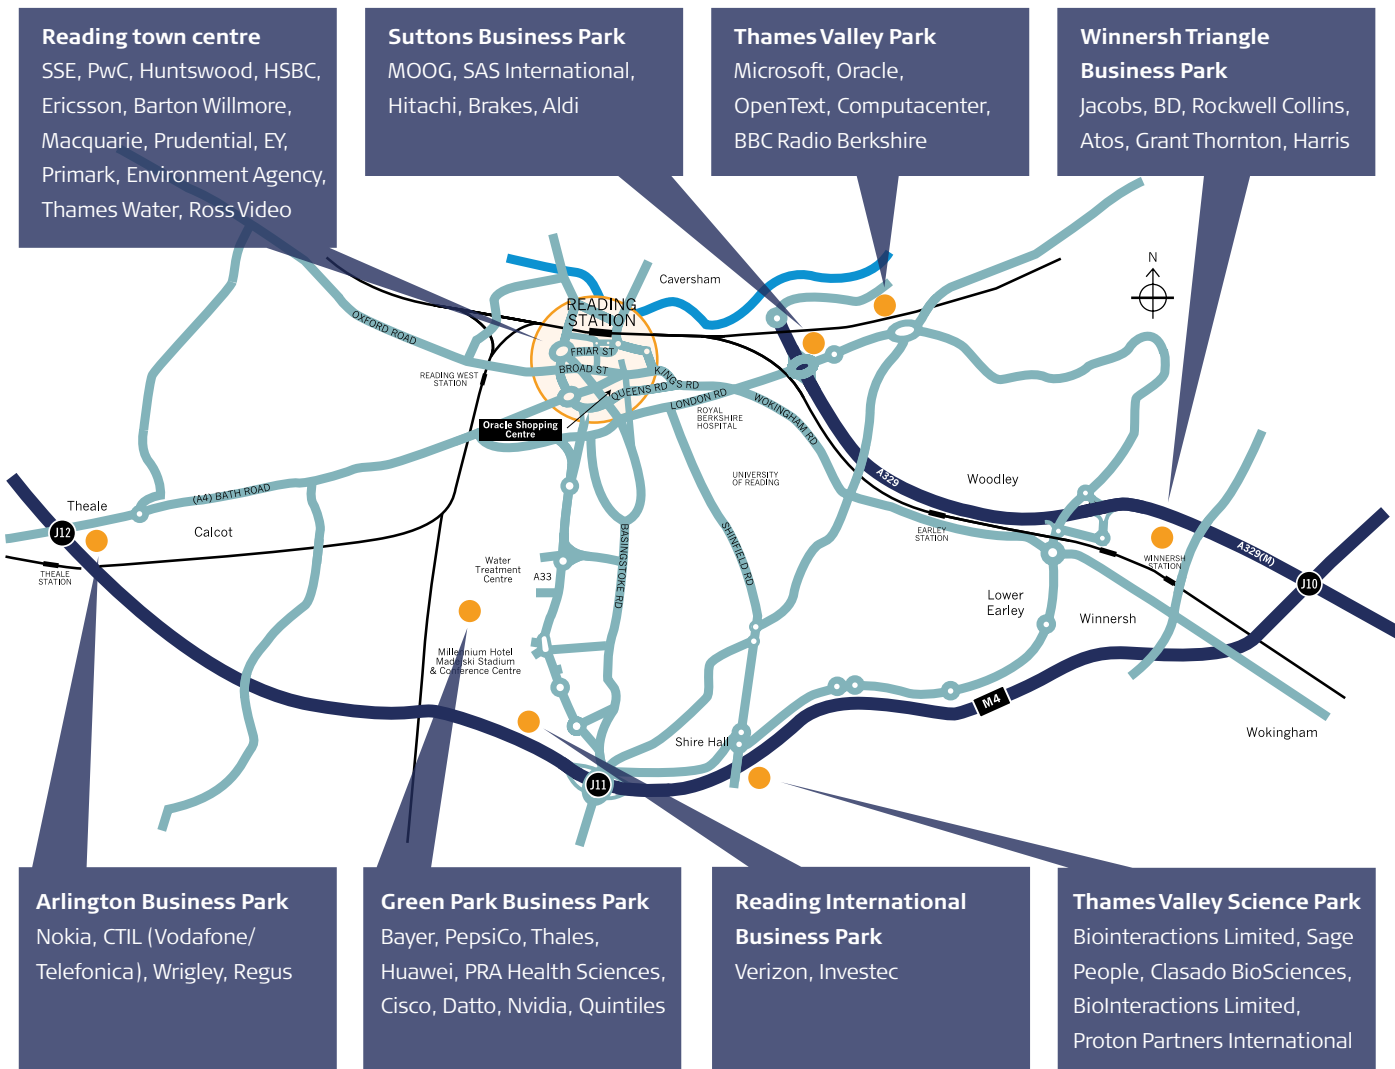 Reading town centre
SSE, PwC, Huntswood, HSBC,
Ericsson, Barton Willmore,
Macquarie, Prudential, EY,
Primark, Environment Agency,
Thames Water, Ross Video
Suttons Business Park
MOOG, SAS International,
Hitachi, Brakes, Aldi
Thames Valley Park
Microsoft, Oracle,
OpenText, Computacenter,
BBC Radio Berkshire
Winnersh Triangle
Business Park
Jacobs, BD, Rockwell Collins,
Atos, Grant Thornton, Harris
N
Caversham
READING
STATION
OXFORD ROAD
FRIAR ST
BROAD ST
KINGS RD
QUEENS RD
LONDON RD
WOKINGHAM RD
READING WEST
STATION
ROYAL
BERKSHIRE
HOSPITAL
Oracle Shopping
Centre
UNIVERSITY
OF READING
A329
Woodley
(A4) BATH ROAD
Theale
J12
Calcot
THEALE
STATION
Water
Treatment
Centre
A33
BASINGSTOKE RD
SHINFIELD RD
EARLEY
STATION
WINNERSH
STATION
A329(M)
J10
Lower
Earley
Winnersh
Millennium Hotel
Madejski Stadium
& Conference Centre
M4
Shire Hall
Wokingham
J11
Arlington Business Park
Nokia, CTIL (Vodafone/
Telefonica), Wrigley, Regus
Green Park Business Park
Bayer, PepsiCo, Thales,
Huawei, PRA Health Sciences,
Cisco, Datto, Nvidia, Quintiles
Reading International
Business Park
Verizon, Investec
Thames Valley Science Park
Biointeractions Limited, Sage
People, Clasado BioSciences,
BioInteractions Limited,
Proton Partners International